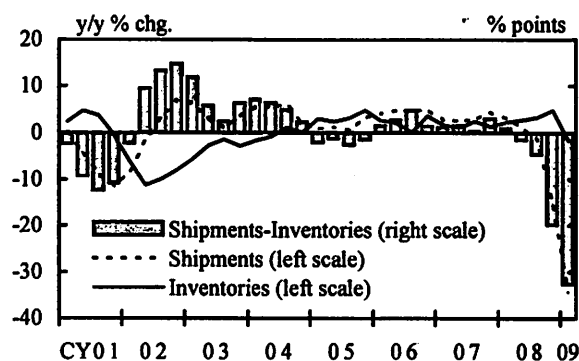 y/y % chg.
% points
20
10
0
-10
-20
-30
-40
Shipments-Inventories (right scale)
Shipments (left scale)
Inventories (left scale)
CY01 02 03 04 05 06 07 08 09